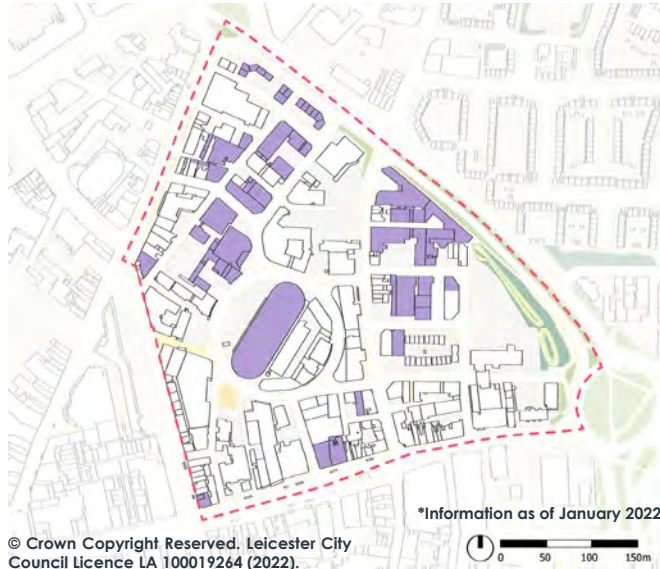 *Information as of January 2022
© Crown Copyright Reserved. Leicester City
Council Licence LA 100019264 (2022).
0 50 100 150m